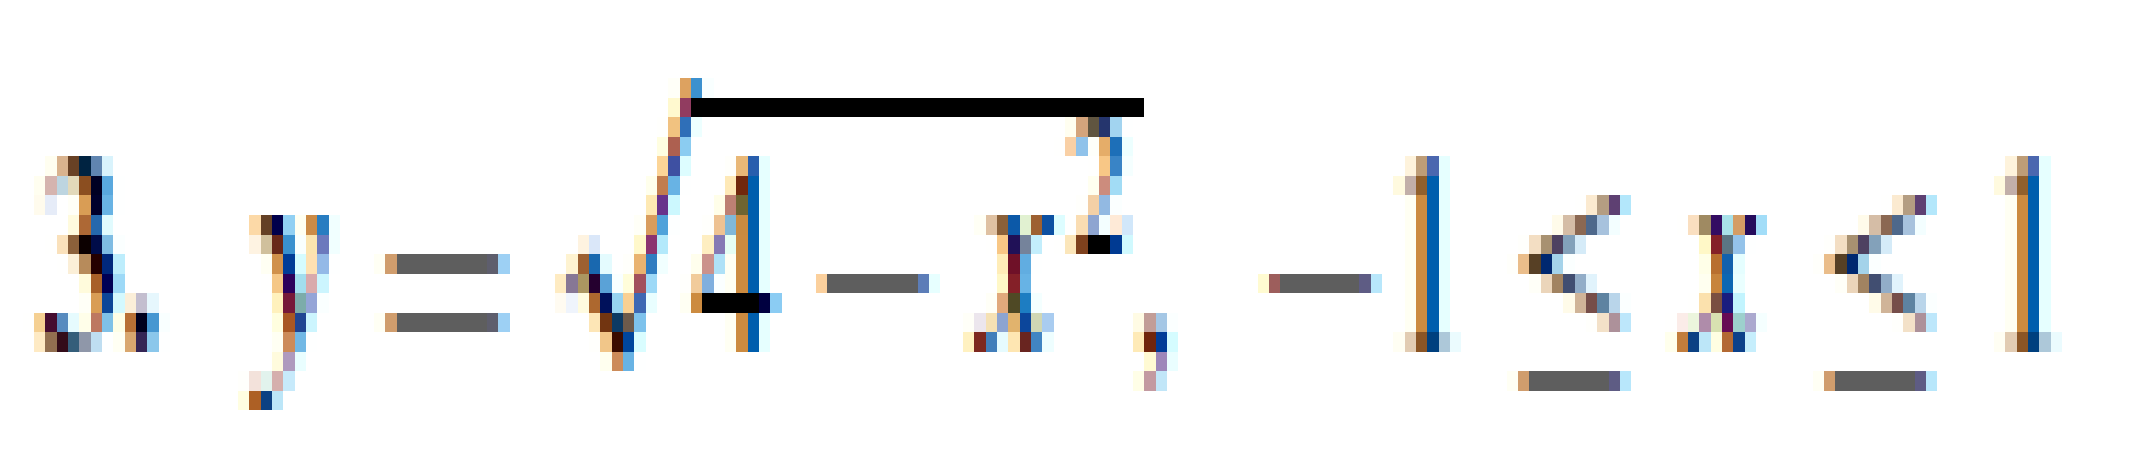 3. y = √(4 − x²), −1 ≤ x ≤ 1